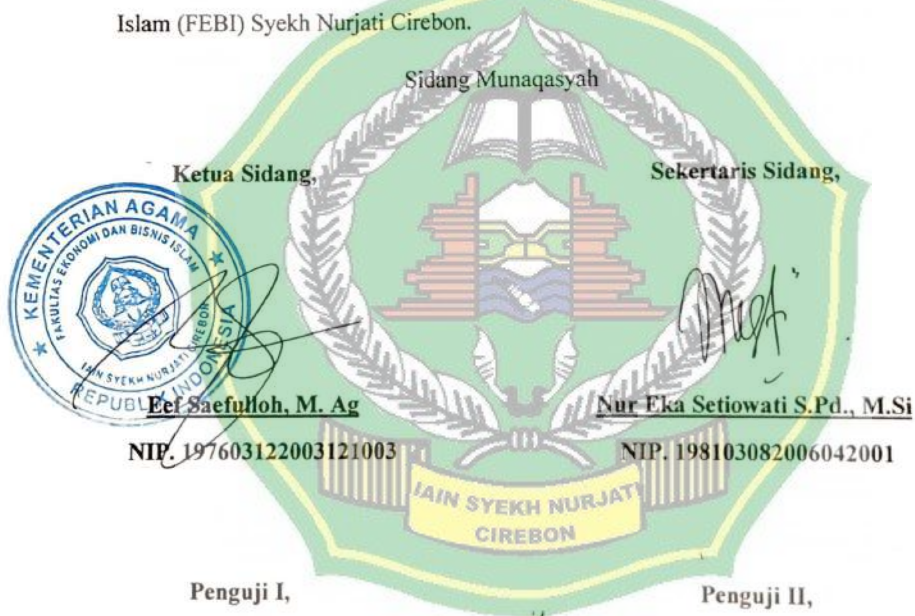 Islam (FEBI) Syekh Nurjati Cirebon.
Sidang Munaqasyah
Ketua Sidang,
Sekertaris Sidang,
KEMENTERIAN AGAMA
FAKULTAS EKONOMI DAN BISNIS ISLAM
IAIN SYEKH NURJATI CIREBON
REPUBLIK INDONESIA
Eef Saefulloh, M. Ag
Nur Eka Setiowati S.Pd., M.Si
NIP. 197603122003121003
NIP. 198103082006042001
IAIN SYEKH NURJATI
CIREBON
Penguji I,
Penguji II,